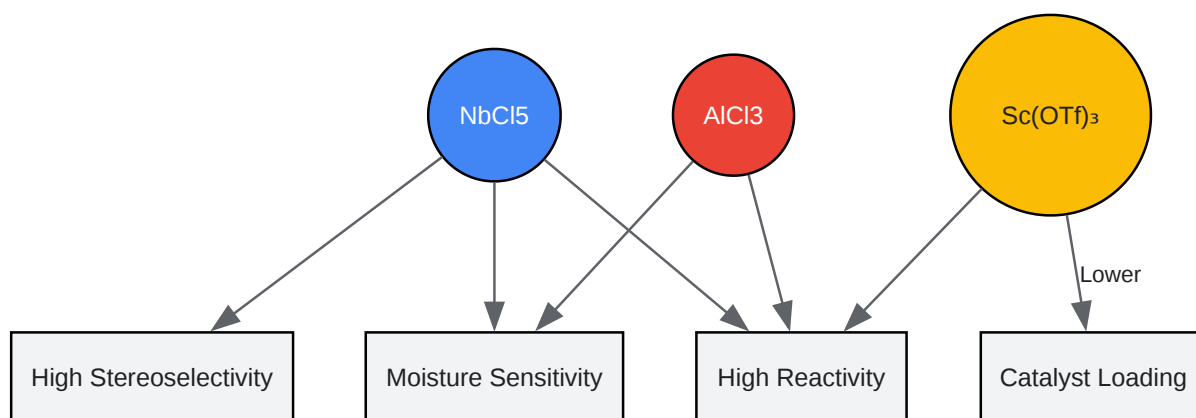 NbCl5
AlCl3
Sc(OTf)₃
Lower
High Stereoselectivity
Moisture Sensitivity
High Reactivity
Catalyst Loading